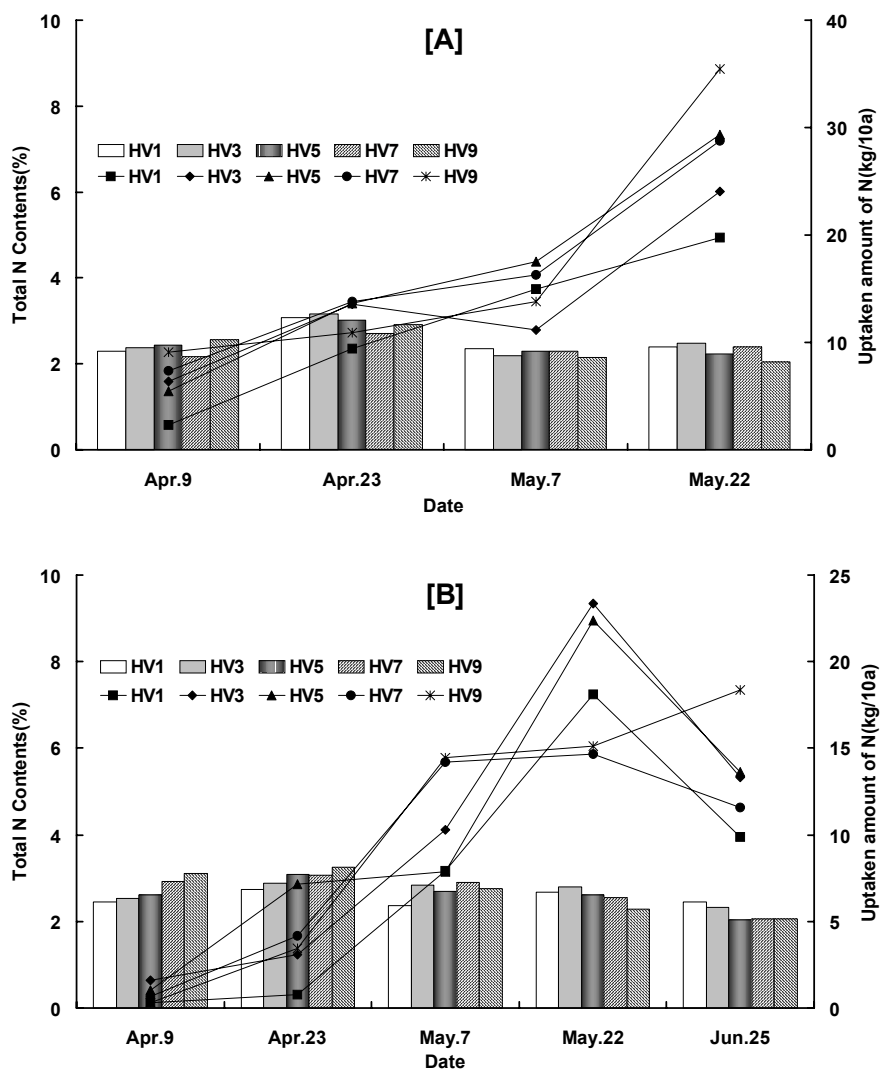 [A]
Total N Contents(%)
Uptaken amount of N(kg/10a)
10
8
6
4
2
0
40
30
20
10
0
HV1 HV3 HV5 HV7 HV9
HV1 HV3 HV5 HV7 HV9
Apr.9 Apr.23 May.7 May.22
Date
[B]
Total N Contents(%)
Uptaken amount of N(kg/10a)
10
8
6
4
2
0
25
20
15
10
5
0
HV1 HV3 HV5 HV7 HV9
HV1 HV3 HV5 HV7 HV9
Apr.9 Apr.23 May.7 May.22 Jun.25
Date